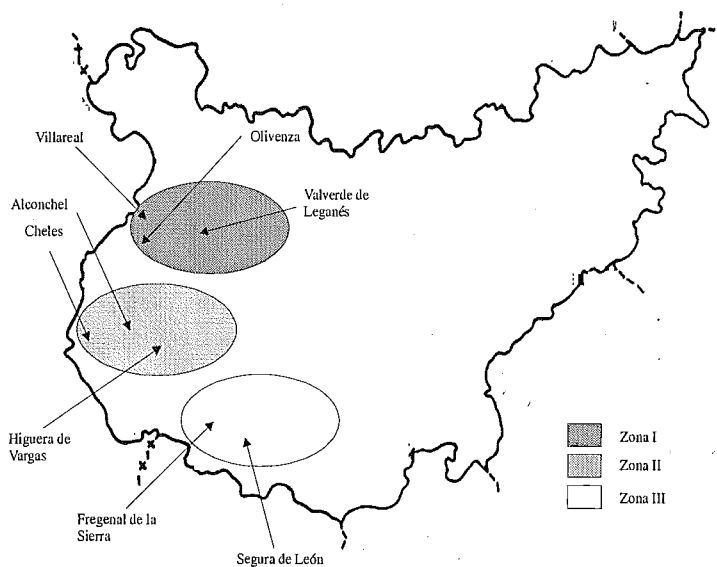 Villareal
Olivenza
Alconchel
Cheles
Valverde de
Leganés
Higuera de
Vargas
Fregenal de la
Sierra
Segura de León
Zona I
Zona II
Zona III